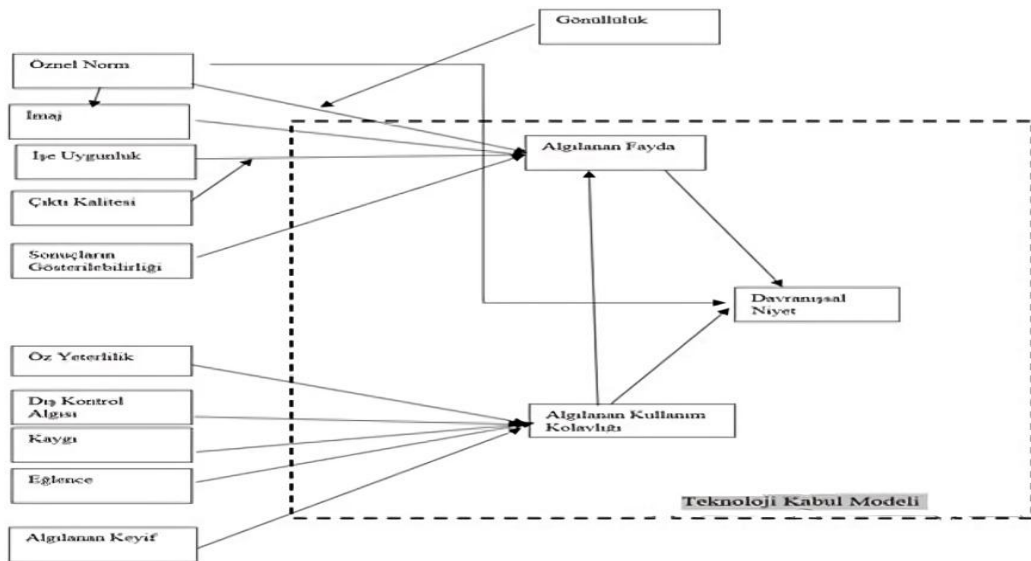 Gönüllülük
Öznel Norm
İmaj
İşe Uygunluk
Çıktı Kalitesi
Sonuçların
Gösterilebilirliği
Algılanan Fayda
Davranışsal
Niyet
Öz Yeterlilik
Dış Kontrol
Algısı
Kaygı
Eğlence
Algılanan Keyif
Algılanan Kullanım
Kolaylığı
Teknoloji Kabul Modeli